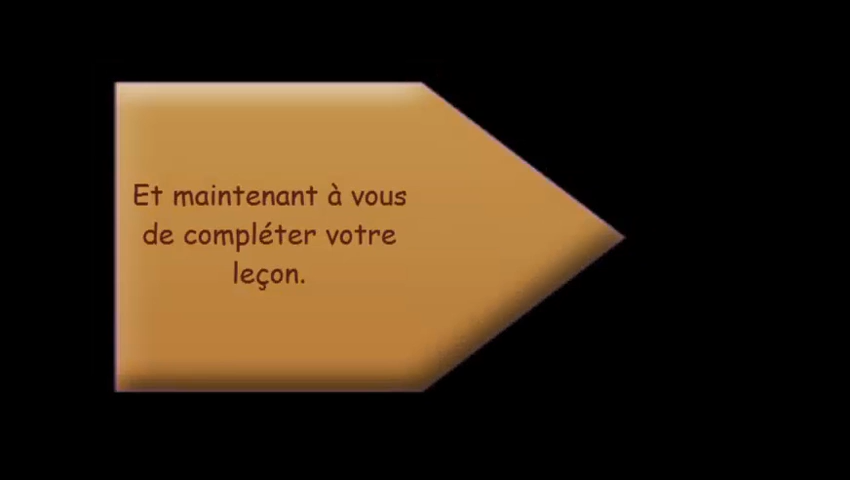 Et maintenant à vous
de compléter votre
leçon.